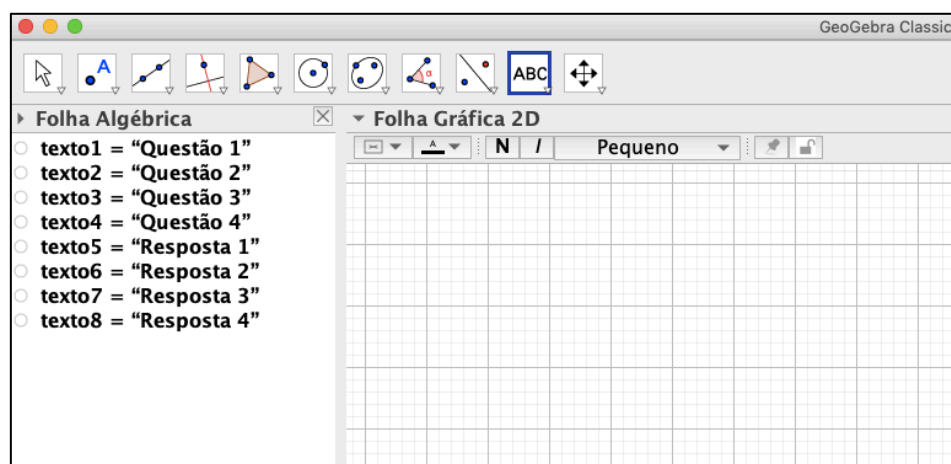 GeoGebra Classic
A
α
ABC
Folha Algébrica
Folha Gráfica 2D
A N I Pequeno
texto1 = “Questão 1”
texto2 = “Questão 2”
texto3 = “Questão 3”
texto4 = “Questão 4”
texto5 = “Resposta 1”
texto6 = “Resposta 2”
texto7 = “Resposta 3”
texto8 = “Resposta 4”